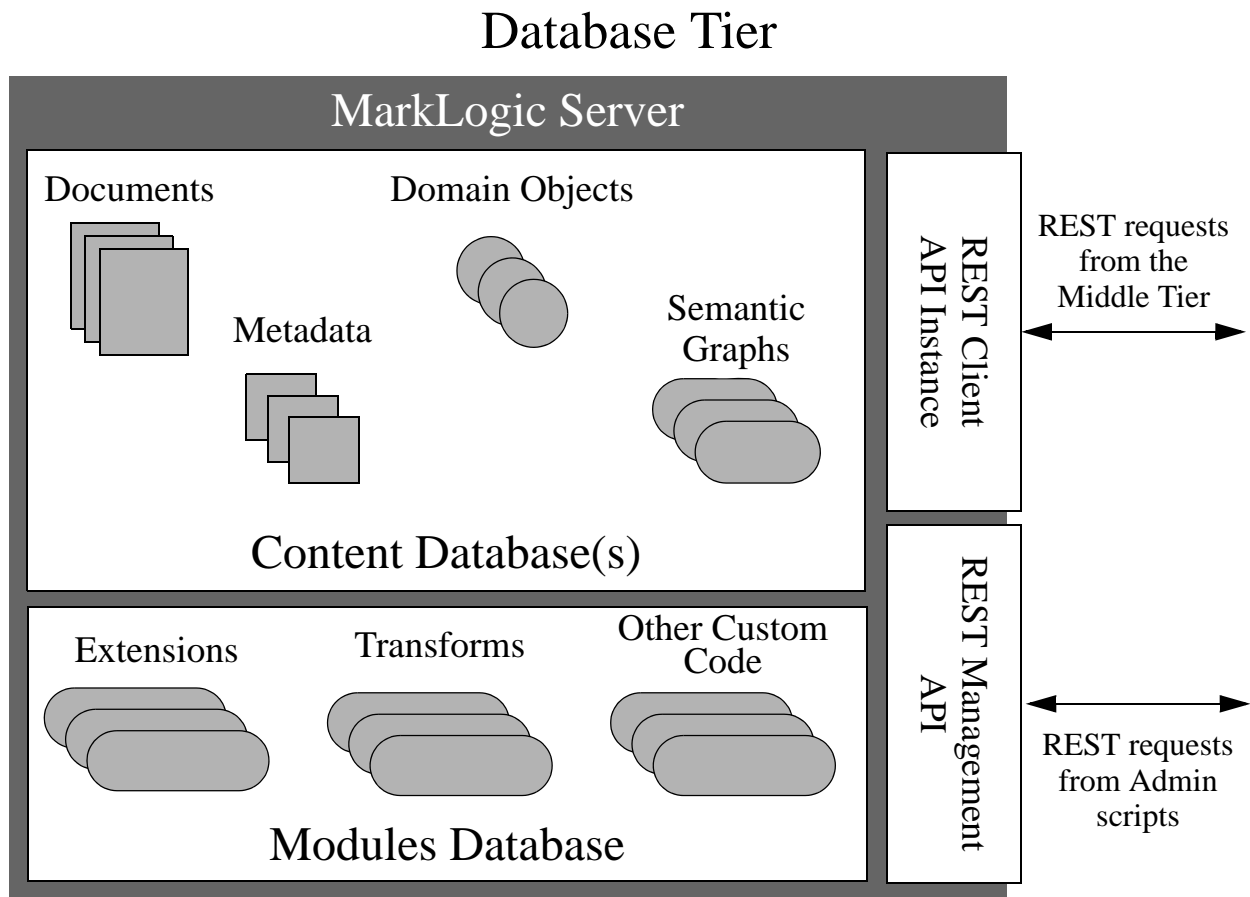 Database Tier
MarkLogic Server
Documents
Domain Objects
Metadata
Semantic
Graphs
Content Database(s)
REST Client
API Instance
REST requests
from the
Middle Tier
Extensions
Transforms
Other Custom
Code
Modules Database
REST Management
API
REST requests
from Admin
scripts